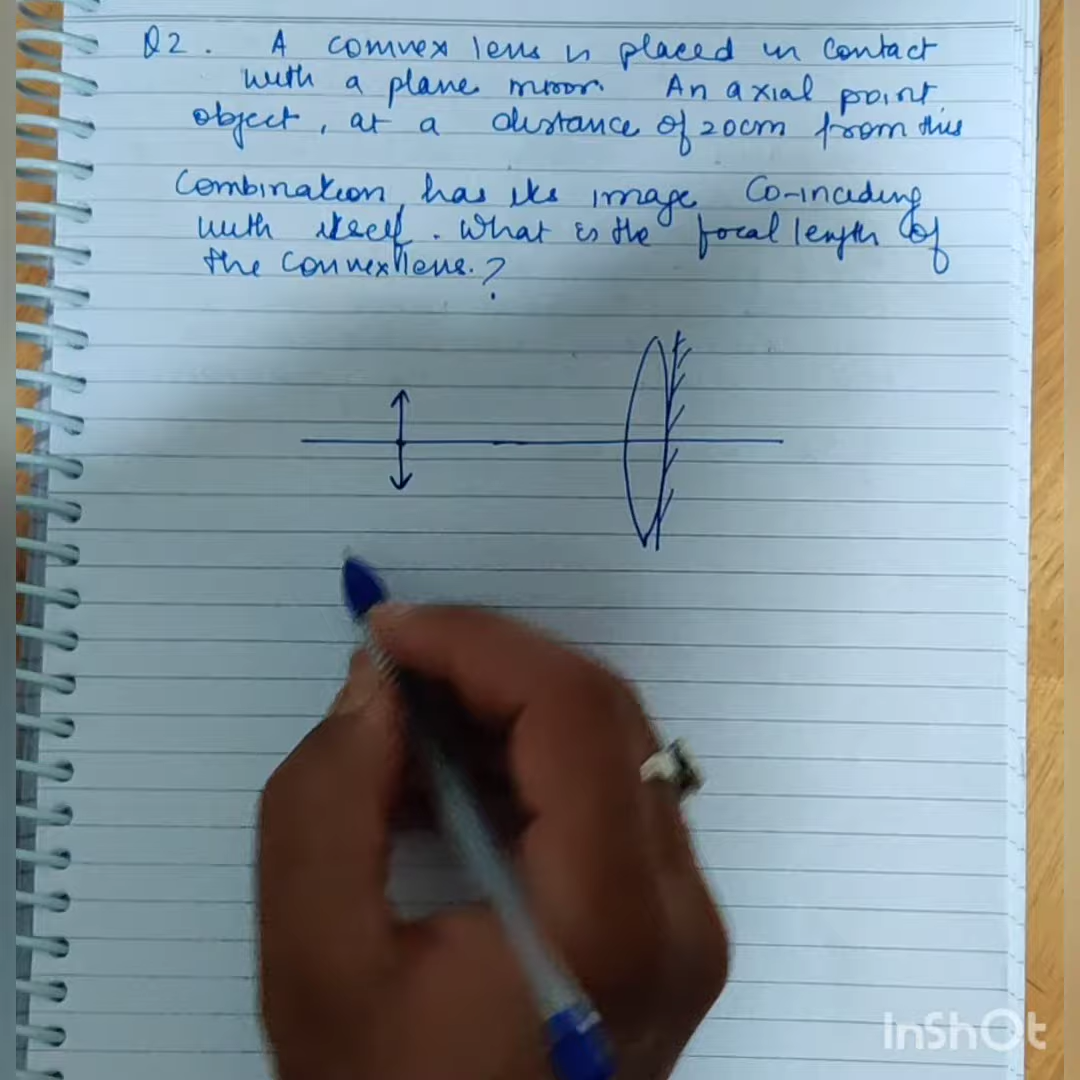 Q2. A convex lens is placed in contact
with a plane mirror. An axial point
object, at a distance of 20cm from this
Combination, has its image Co-inciding
with itself. What is the focal length of
the convex lens.?
InShOt